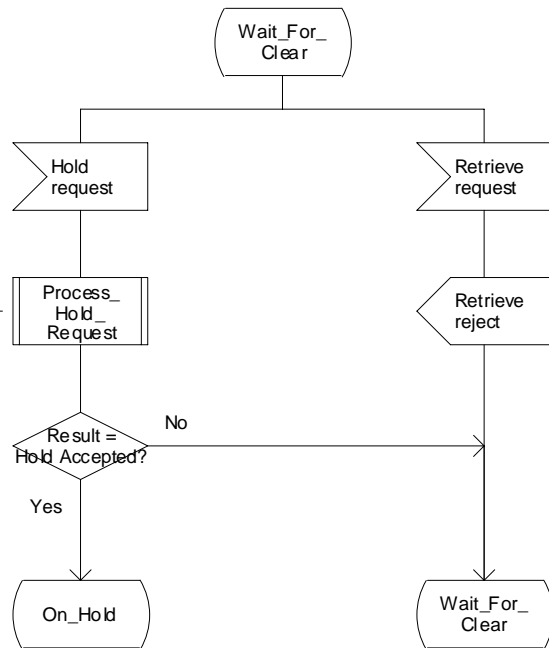 Wait_For_
Clear
Hold
request
Retrieve
request
Process_
Hold_
Request
Retrieve
reject
Result =
Hold Accepted?
No
Yes
On_Hold
Wait_For_
Clear